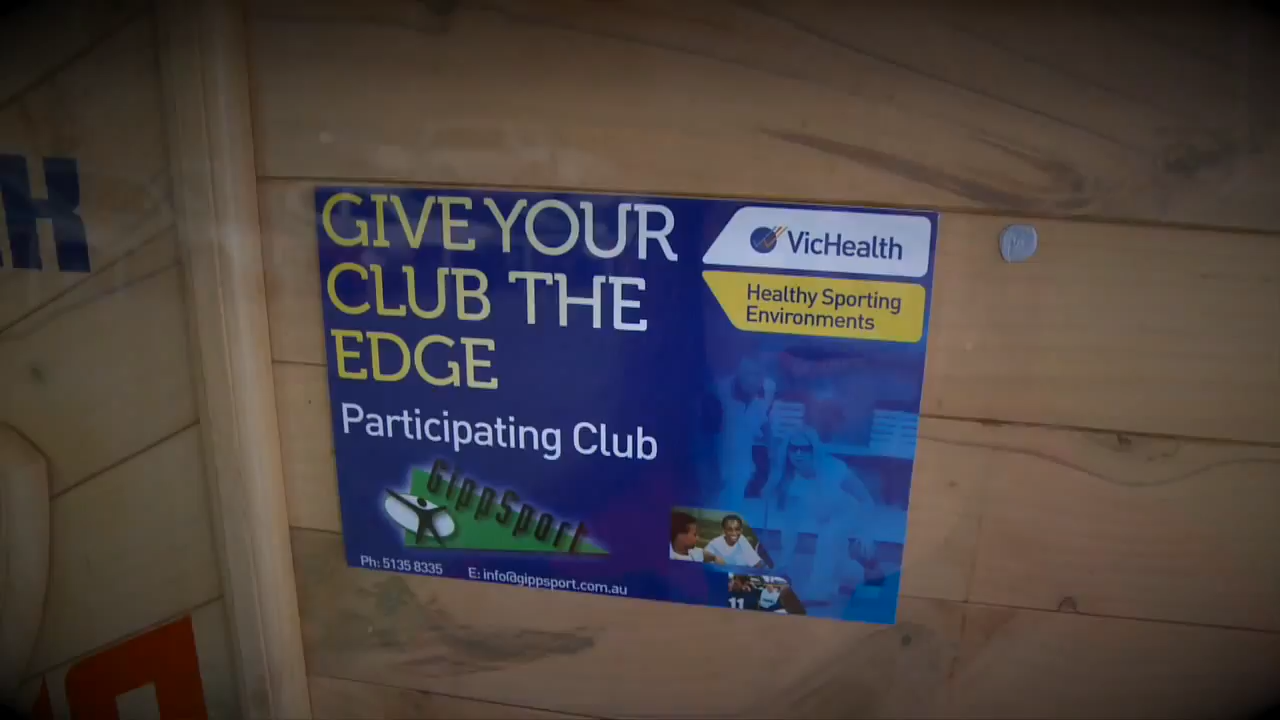 GIVE YOUR
CLUB THE
EDGE
Participating Club
GippSport
Ph: 5135 8335
E: info@gippsport.com.au
VicHealth
Healthy Sporting
Environments
11